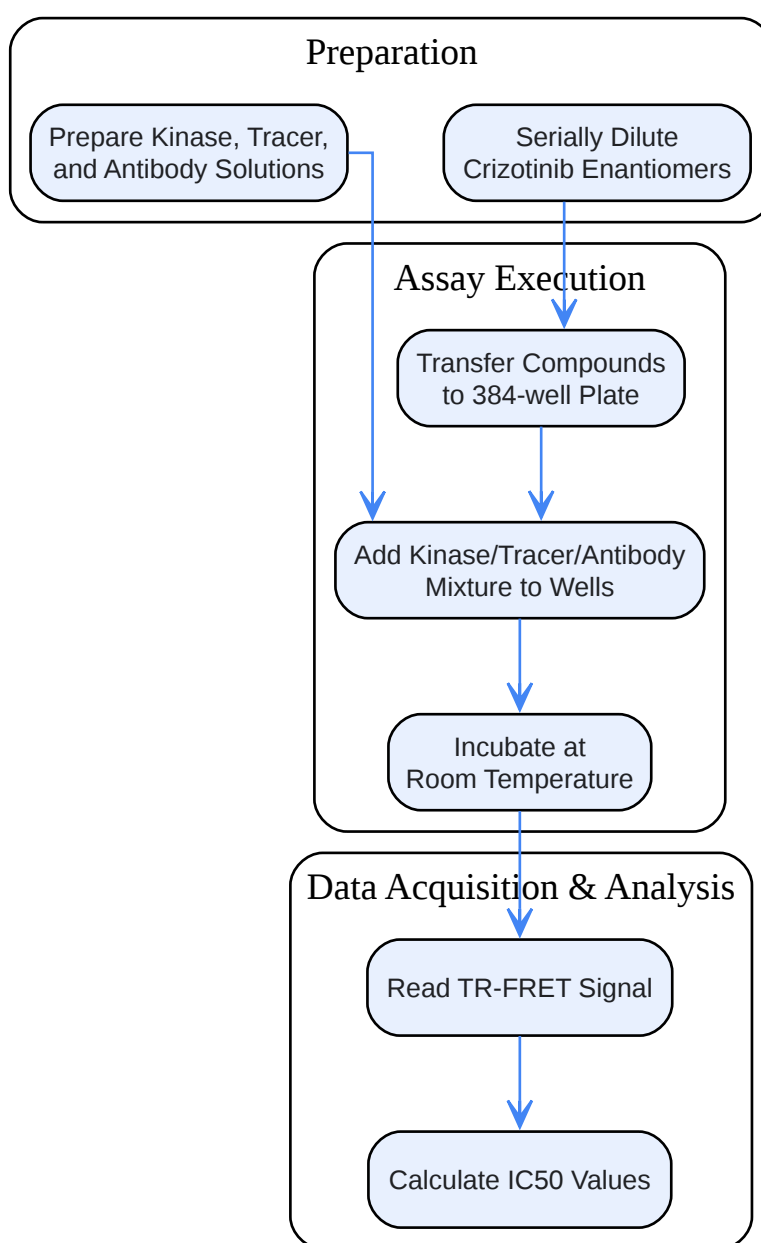 Preparation
Prepare Kinase, Tracer,
and Antibody Solutions
Serially Dilute
Crizotinib Enantiomers
Assay Execution
Transfer Compounds
to 384-well Plate
Add Kinase/Tracer/Antibody
Mixture to Wells
Incubate at
Room Temperature
Data Acquisition & Analysis
Read TR-FRET Signal
Calculate IC50 Values